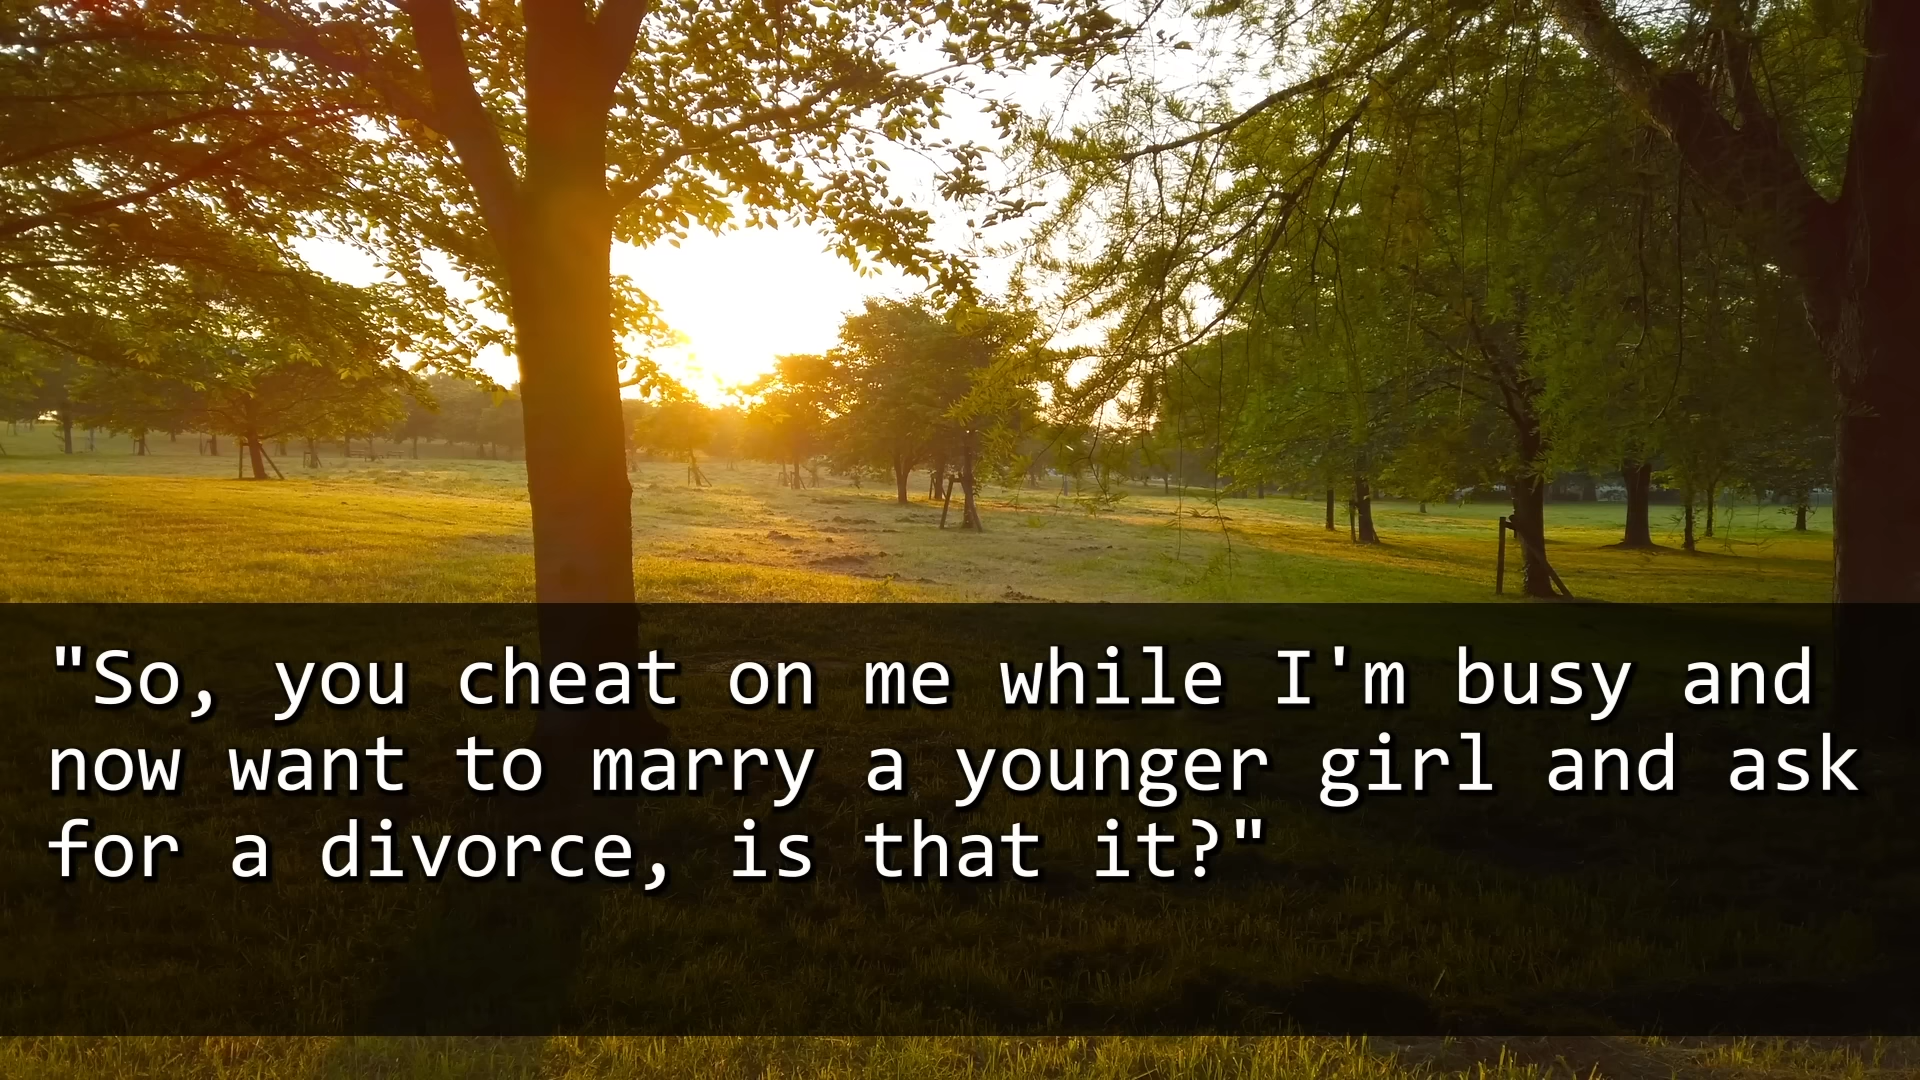 "So, you cheat on me while I'm busy and
now want to marry a younger girl and ask
for a divorce, is that it?"